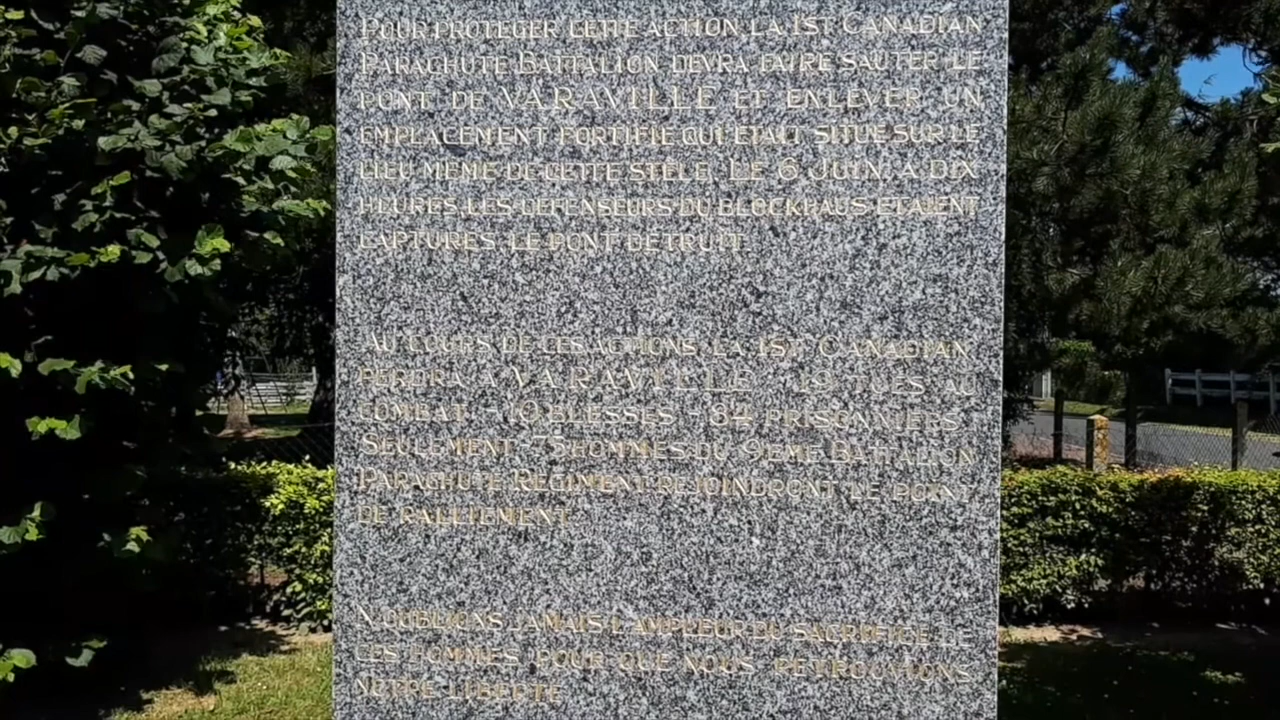 POUR PROTEGER CETTE ACTION, LA 1ST CANADIAN
PARACHUTE BATTALION DEVRA FAIRE SAUTER LE
PONT DE VARAVILLE ET ENLEVER UN
EMPLACEMENT FORTIFIE QUI ETAIT SITUE SUR LE
LIEU MÊME DE CETTE STELE. LE 6 JUIN, A DIX
HEURES, LES DEFENSEURS DU BLOCKHAUS ETAIENT
CAPTURES, LE PONT DETRUIT.
AU COURS DE CES ACTIONS, LA 1ST CANADIAN
PERDRA A VARAVILLE 19 TUES AU
COMBAT - 10 BLESSES - 84 PRISONNIERS.
SEULEMENT 75 HOMMES DU 9EME BATTALION
PARACHUTE REGIMENT REJOINDRONT LE POINT
DE RALLIEMENT.
N'OUBLIONS JAMAIS L'AMPLEUR DU SACRIFICE DE
CES HOMMES POUR QUE NOUS RETROUVIONS
NOTRE LIBERTE